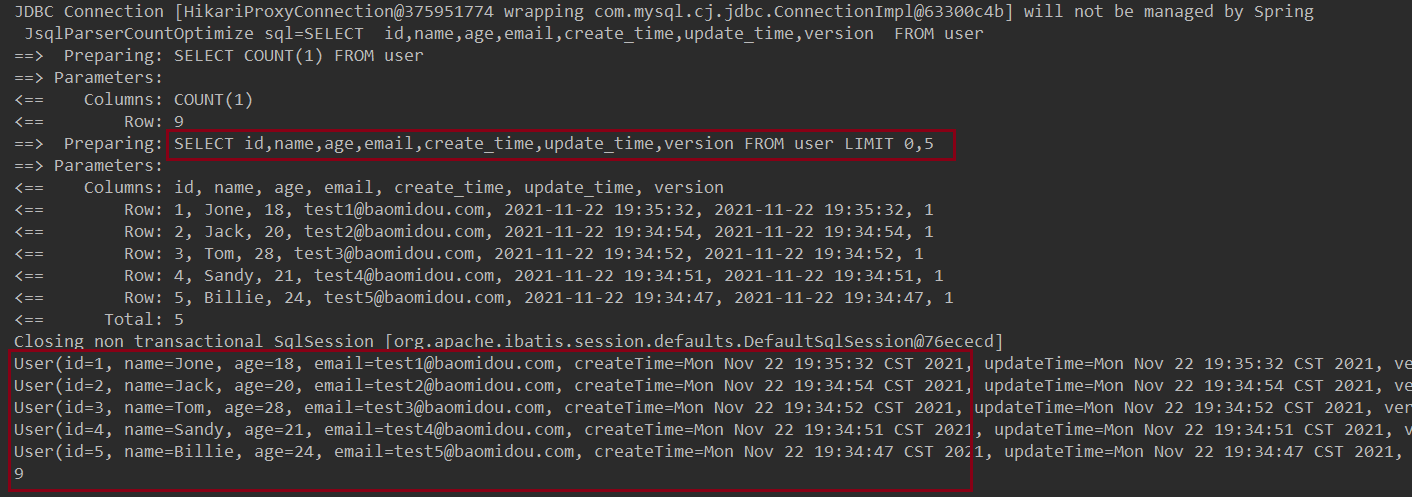 JDBC Connection [HikariProxyConnection@375951774 wrapping com.mysql.cj.jdbc.ConnectionImpl@63300c4b] will not be managed by Spring
 JsqlParserCountOptimize sql=SELECT  id,name,age,email,create_time,update_time,version  FROM user
==>  Preparing: SELECT COUNT(1) FROM user
==> Parameters:
<==    Columns: COUNT(1)
<==        Row: 9
==>  Preparing: SELECT id,name,age,email,create_time,update_time,version FROM user LIMIT 0,5
==> Parameters:
<==    Columns: id, name, age, email, create_time, update_time, version
<==        Row: 1, Jone, 18, test1@baomidou.com, 2021-11-22 19:35:32, 2021-11-22 19:35:32, 1
<==        Row: 2, Jack, 20, test2@baomidou.com, 2021-11-22 19:34:54, 2021-11-22 19:34:54, 1
<==        Row: 3, Tom, 28, test3@baomidou.com, 2021-11-22 19:34:52, 2021-11-22 19:34:52, 1
<==        Row: 4, Sandy, 21, test4@baomidou.com, 2021-11-22 19:34:51, 2021-11-22 19:34:51, 1
<==        Row: 5, Billie, 24, test5@baomidou.com, 2021-11-22 19:34:47, 2021-11-22 19:34:47, 1
<==      Total: 5
Closing non transactional SqlSession [org.apache.ibatis.session.defaults.DefaultSqlSession@76ececd]
User(id=1, name=Jone, age=18, email=test1@baomidou.com, createTime=Mon Nov 22 19:35:32 CST 2021, updateTime=Mon Nov 22 19:35:32 CST 2021, ve
User(id=2, name=Jack, age=20, email=test2@baomidou.com, createTime=Mon Nov 22 19:34:54 CST 2021, updateTime=Mon Nov 22 19:34:54 CST 2021, ve
User(id=3, name=Tom, age=28, email=test3@baomidou.com, createTime=Mon Nov 22 19:34:52 CST 2021, updateTime=Mon Nov 22 19:34:52 CST 2021, ver
User(id=4, name=Sandy, age=21, email=test4@baomidou.com, createTime=Mon Nov 22 19:34:51 CST 2021, updateTime=Mon Nov 22 19:34:51 CST 2021, v
User(id=5, name=Billie, age=24, email=test5@baomidou.com, createTime=Mon Nov 22 19:34:47 CST 2021, updateTime=Mon Nov 22 19:34:47 CST 2021,
9